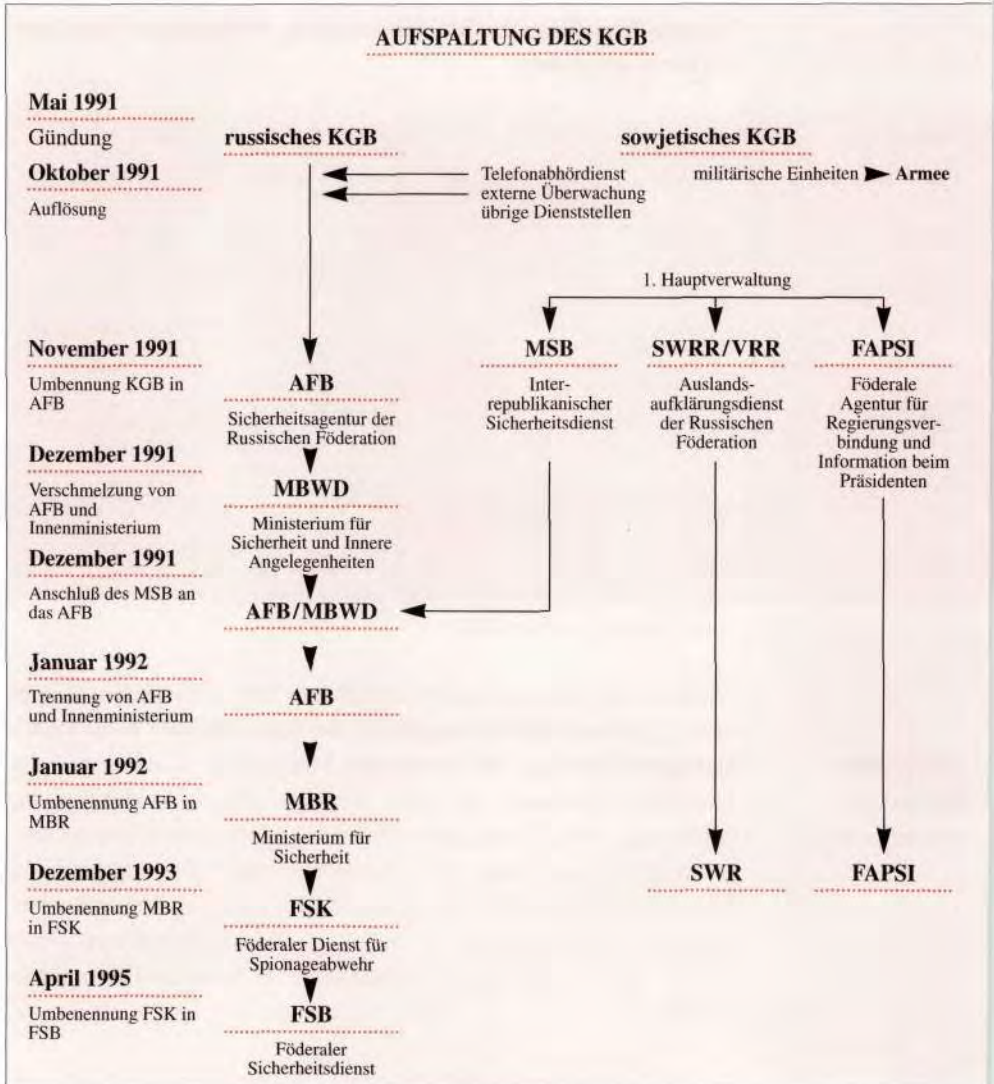 AUFSPALTUNG DES KGB
Mai 1991
Gündung
russisches KGB
sowjetisches KGB
Oktober 1991
Auflösung
Telefonabhördienst
externe Überwachung
übrige Dienststellen
militärische Einheiten
Armee
1. Hauptverwaltung
November 1991
Umbennung KGB in
AFB
AFB
Sicherheitsagentur der
Russischen Föderation
MSB
Inter-
republikanischer
Sicherheitsdienst
SWRR/VRR
Auslands-
aufklärungsdienst
der Russischen
Föderation
FAPSI
Föderale
Agentur für
Regierungsver-
bindung und
Information beim
Präsidenten
Dezember 1991
Verschmelzung von
AFB und
Innenministerium
MBWD
Ministerium für
Sicherheit und Innere
Angelegenheiten
Dezember 1991
Anschluß des MSB an
das AFB
AFB/MBWD
Januar 1992
Trennung von AFB
und Innenministerium
AFB
Januar 1992
Umbenennung AFB in
MBR
MBR
Ministerium für
Sicherheit
Dezember 1993
Umbenennung MBR
in FSK
FSK
Föderaler Dienst für
Spionageabwehr
SWR
FAPSI
April 1995
Umbenennung FSK in
FSB
FSB
Föderaler
Sicherheitsdienst